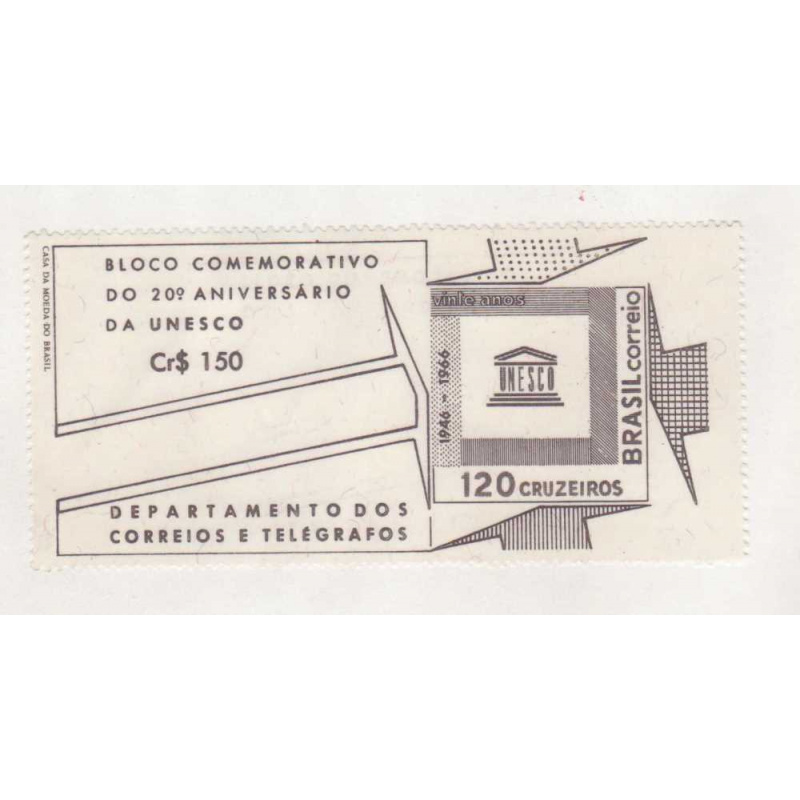 BLOCO COMEMORATIVO
DO 20º ANIVERSÁRIO
DA UNESCO
Cr$ 150
CASA DA MOEDA DO BRASIL
DEPARTAMENTO DOS
CORREIOS E TELÉGRAFOS
vinte anos
1946 - 1966
UNESCO
BRASIL correio
120 CRUZEIROS